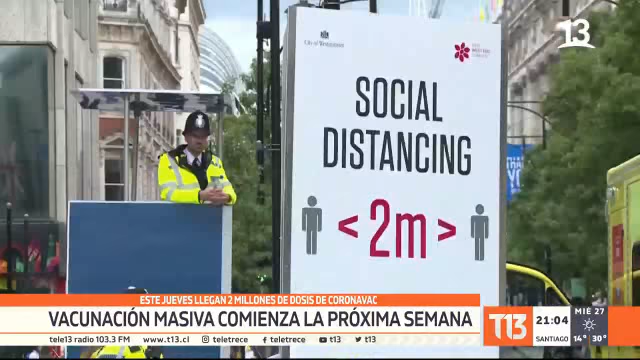 13
City of Westminster
SOCIAL
DISTANCING
< 2m >
ESTE JUEVES LLEGAN 2 MILLONES DE DOSIS DE CORONAVAC
VACUNACIÓN MASIVA COMIENZA LA PRÓXIMA SEMANA
tele13 radio 103.3 FM
www.t13.cl
teletrece
teletrece
T13
21:04
SANTIAGO
MIE 27
14° 30°